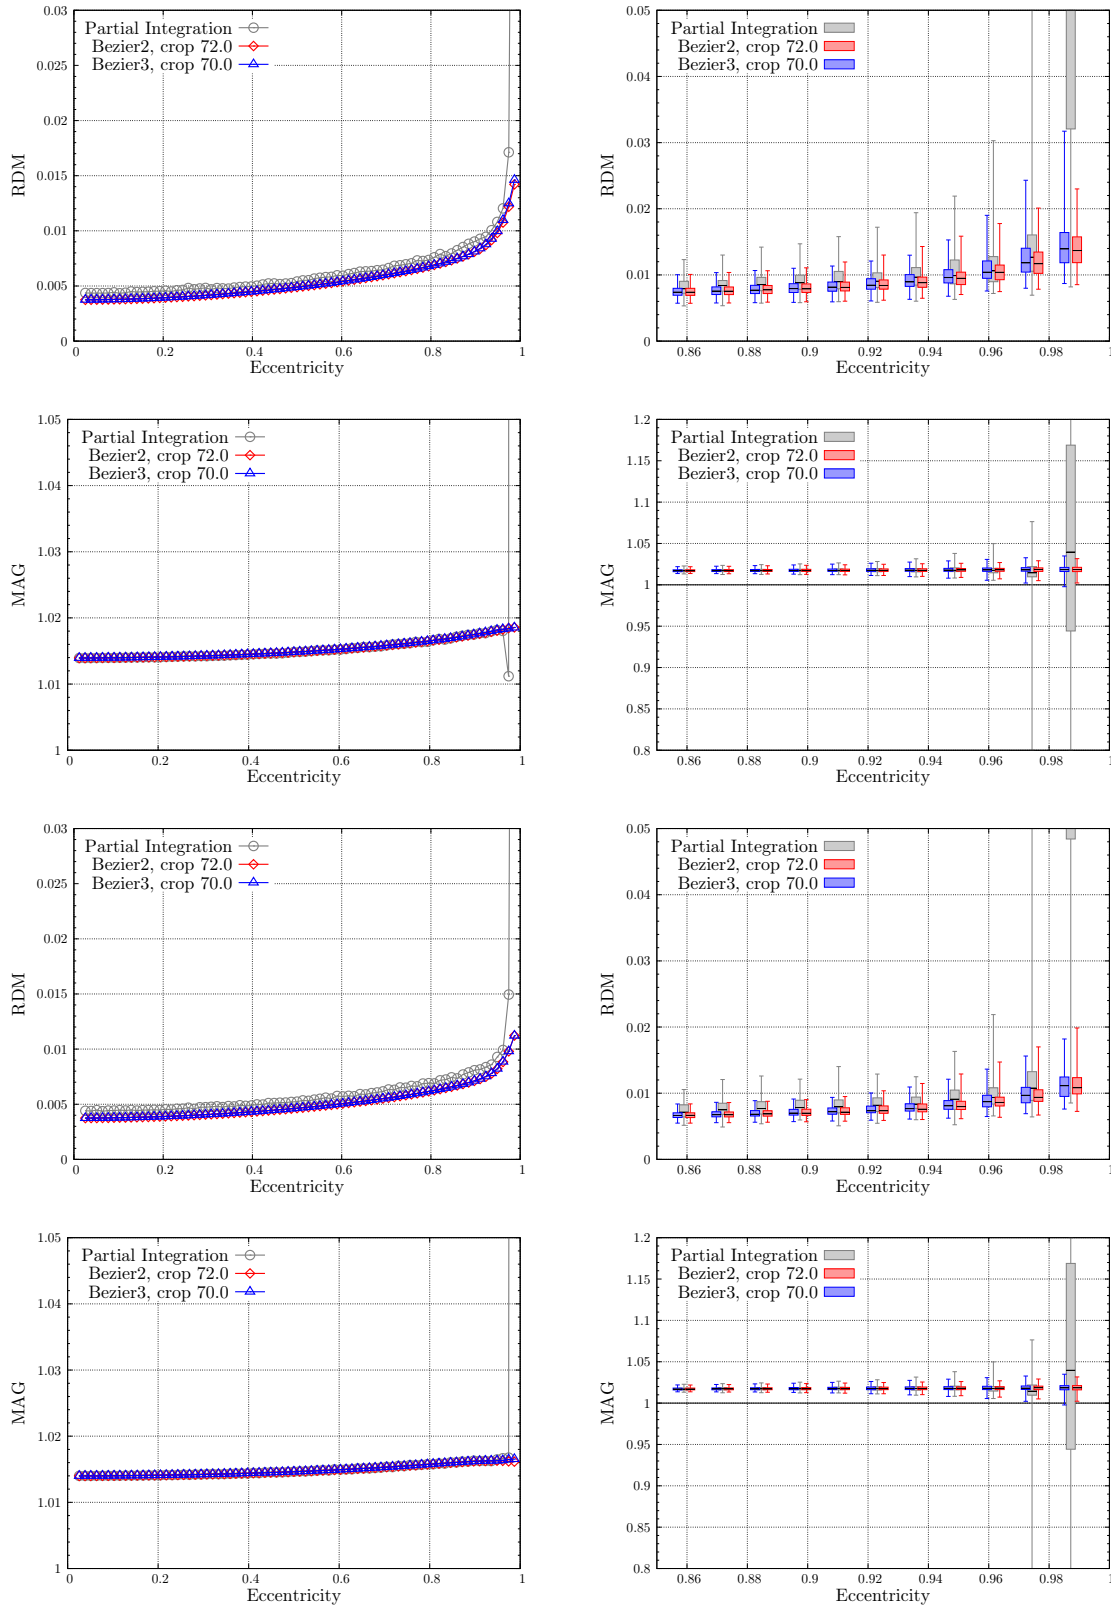 0.03
0.025
0.02
0.015
0.01
0.005
0
RDM
Partial Integration
Bezier2, crop 72.0
Bezier3, crop 70.0
0 0.2 0.4 0.6 0.8 1
Eccentricity
0.05
0.04
0.03
0.02
0.01
0
RDM
Partial Integration
Bezier2, crop 72.0
Bezier3, crop 70.0
0.86 0.88 0.9 0.92 0.94 0.96 0.98 1
Eccentricity
1.05
1.04
1.03
1.02
1.01
1
MAG
Partial Integration
Bezier2, crop 72.0
Bezier3, crop 70.0
0 0.2 0.4 0.6 0.8 1
Eccentricity
1.2
1.15
1.1
1.05
1
0.95
0.9
0.85
0.8
MAG
Partial Integration
Bezier2, crop 72.0
Bezier3, crop 70.0
0.86 0.88 0.9 0.92 0.94 0.96 0.98 1
Eccentricity
0.03
0.025
0.02
0.015
0.01
0.005
0
RDM
Partial Integration
Bezier2, crop 72.0
Bezier3, crop 70.0
0 0.2 0.4 0.6 0.8 1
Eccentricity
0.05
0.04
0.03
0.02
0.01
0
RDM
Partial Integration
Bezier2, crop 72.0
Bezier3, crop 70.0
0.86 0.88 0.9 0.92 0.94 0.96 0.98 1
Eccentricity
1.05
1.04
1.03
1.02
1.01
1
MAG
Partial Integration
Bezier2, crop 72.0
Bezier3, crop 70.0
0 0.2 0.4 0.6 0.8 1
Eccentricity
1.2
1.15
1.1
1.05
1
0.95
0.9
0.85
0.8
MAG
Partial Integration
Bezier2, crop 72.0
Bezier3, crop 70.0
0.86 0.88 0.9 0.92 0.94 0.96 0.98 1
Eccentricity